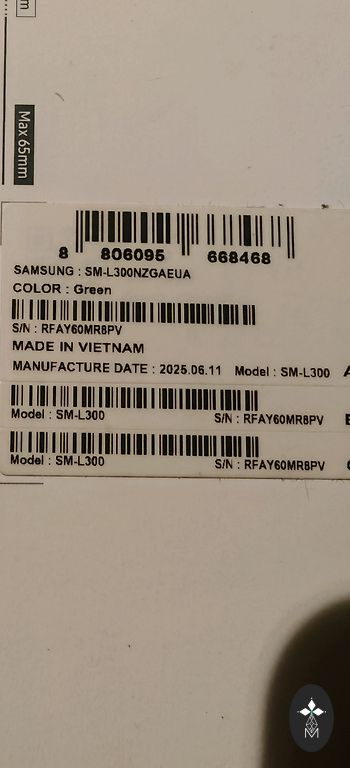 m
Max 65mm
8 806095 668468
SAMSUNG : SM-L300NZGAEUA
COLOR : Green
S/N : RFAY60MR8PV
MADE IN VIETNAM
MANUFACTURE DATE : 2025.06.11 Model : SM-L300
Model : SM-L300 S/N : RFAY60MR8PV
Model : SM-L300 S/N : RFAY60MR8PV
M